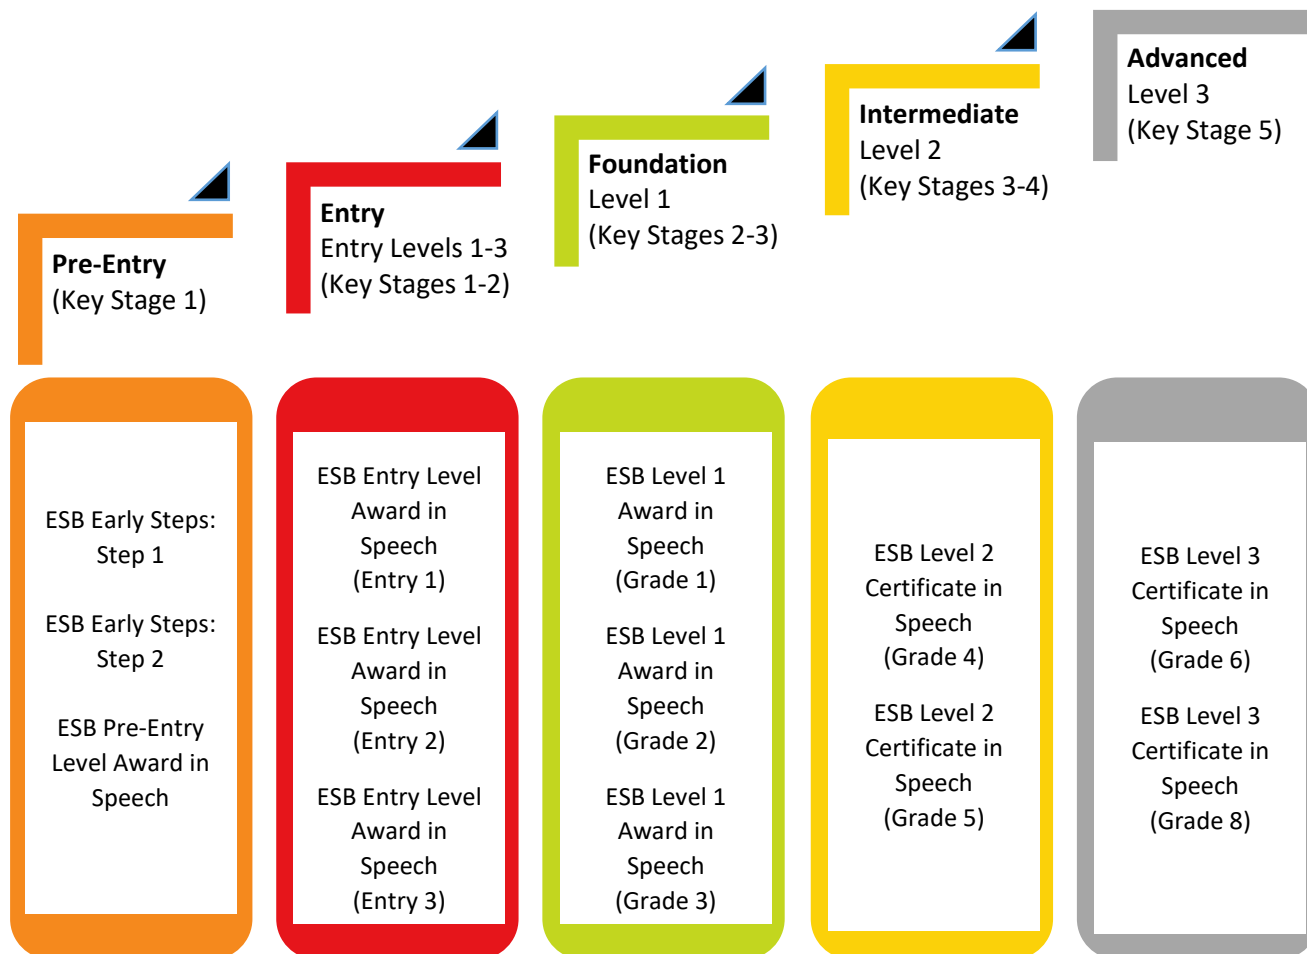 Pre-Entry
(Key Stage 1)
Entry
Entry Levels 1-3
(Key Stages 1-2)
Foundation
Level 1
(Key Stages 2-3)
Intermediate
Level 2
(Key Stages 3-4)
Advanced
Level 3
(Key Stage 5)
ESB Early Steps:
Step 1
ESB Early Steps:
Step 2
ESB Pre-Entry
Level Award in
Speech
ESB Entry Level
Award in
Speech
(Entry 1)
ESB Entry Level
Award in
Speech
(Entry 2)
ESB Entry Level
Award in
Speech
(Entry 3)
ESB Level 1
Award in
Speech
(Grade 1)
ESB Level 1
Award in
Speech
(Grade 2)
ESB Level 1
Award in
Speech
(Grade 3)
ESB Level 2
Certificate in
Speech
(Grade 4)
ESB Level 2
Certificate in
Speech
(Grade 5)
ESB Level 3
Certificate in
Speech
(Grade 6)
ESB Level 3
Certificate in
Speech
(Grade 8)